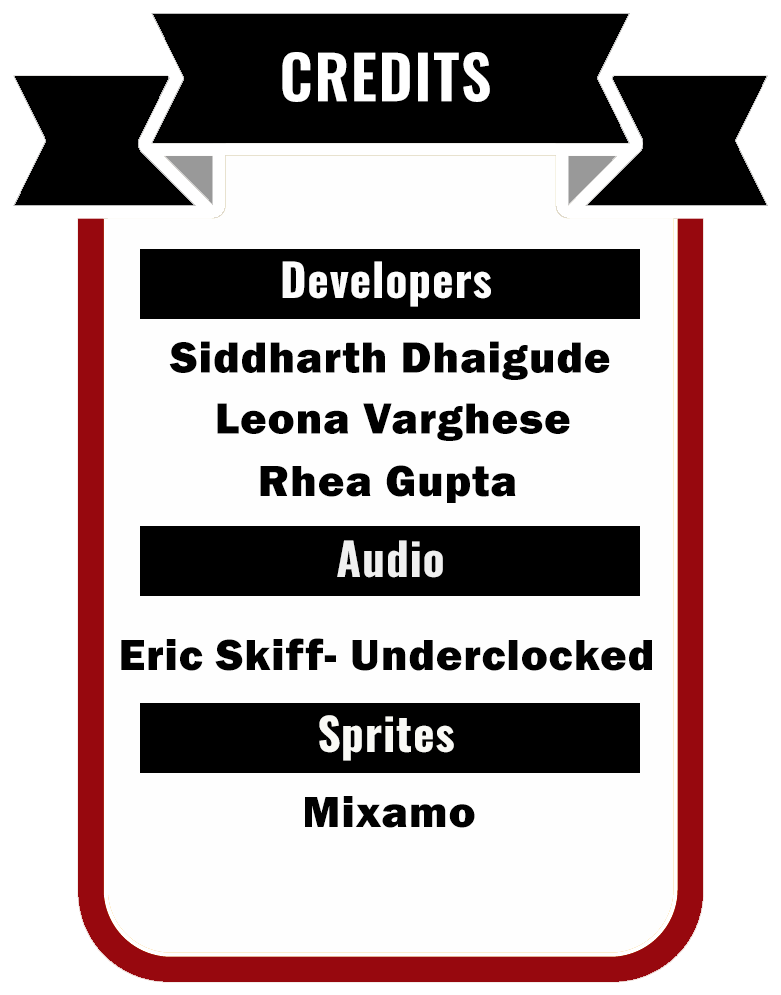 CREDITS
Developers
Siddharth Dhaigude
Leona Varghese
Rhea Gupta
Audio
Eric Skiff- Underclocked
Sprites
Mixamo